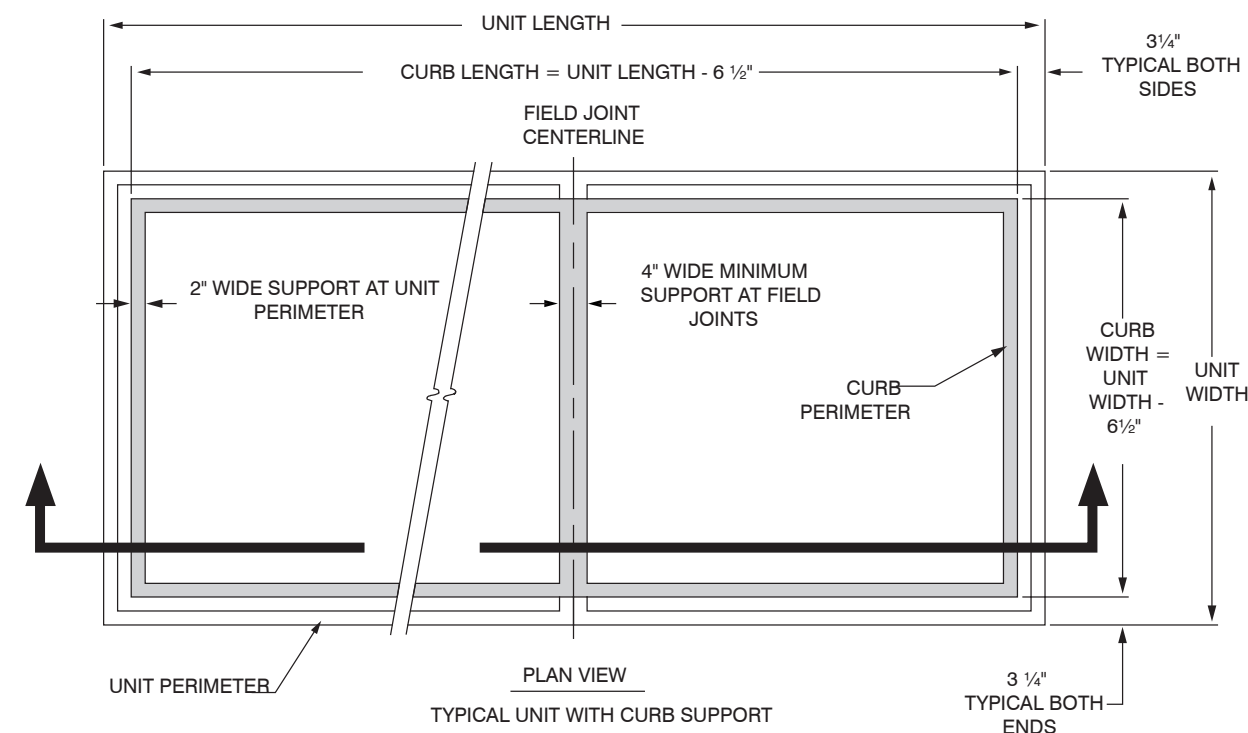 UNIT LENGTH
3¼"
TYPICAL BOTH
SIDES
CURB LENGTH = UNIT LENGTH - 6 ½"
FIELD JOINT
CENTERLINE
2" WIDE SUPPORT AT UNIT
PERIMETER
4" WIDE MINIMUM
SUPPORT AT FIELD
JOINTS
CURB
PERIMETER
CURB
WIDTH =
UNIT
WIDTH -
6½"
UNIT
WIDTH
UNIT PERIMETER
PLAN VIEW
TYPICAL UNIT WITH CURB SUPPORT
3 ¼"
TYPICAL BOTH
ENDS